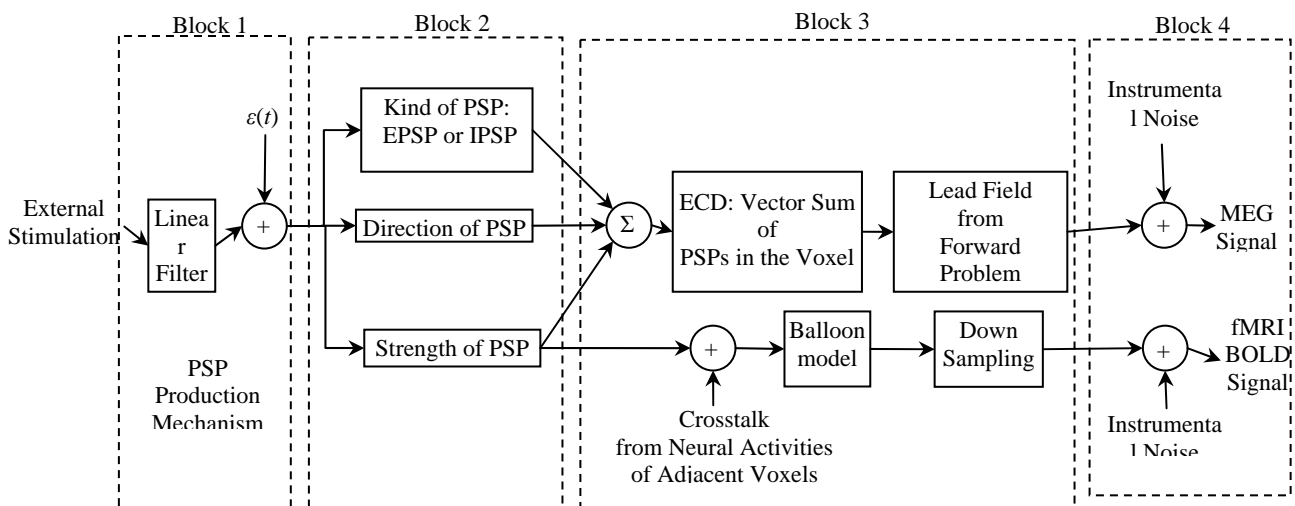 Block 1
Block 2
Block 3
Block 4
ε(t)
External
Stimulation
Linea
r
Filter
+
PSP
Production
Mechanism
Kind of PSP:
EPSP or IPSP
Direction of PSP
Strength of PSP
Σ
ECD: Vector Sum
of
PSPs in the Voxel
Lead Field
from
Forward
Problem
+
Balloon
model
Down
Sampling
Crosstalk
from Neural Activities
of Adjacent Voxels
Instrumenta
l Noise
+
MEG
Signal
+
fMRI
BOLD
Signal
Instrumenta
l Noise